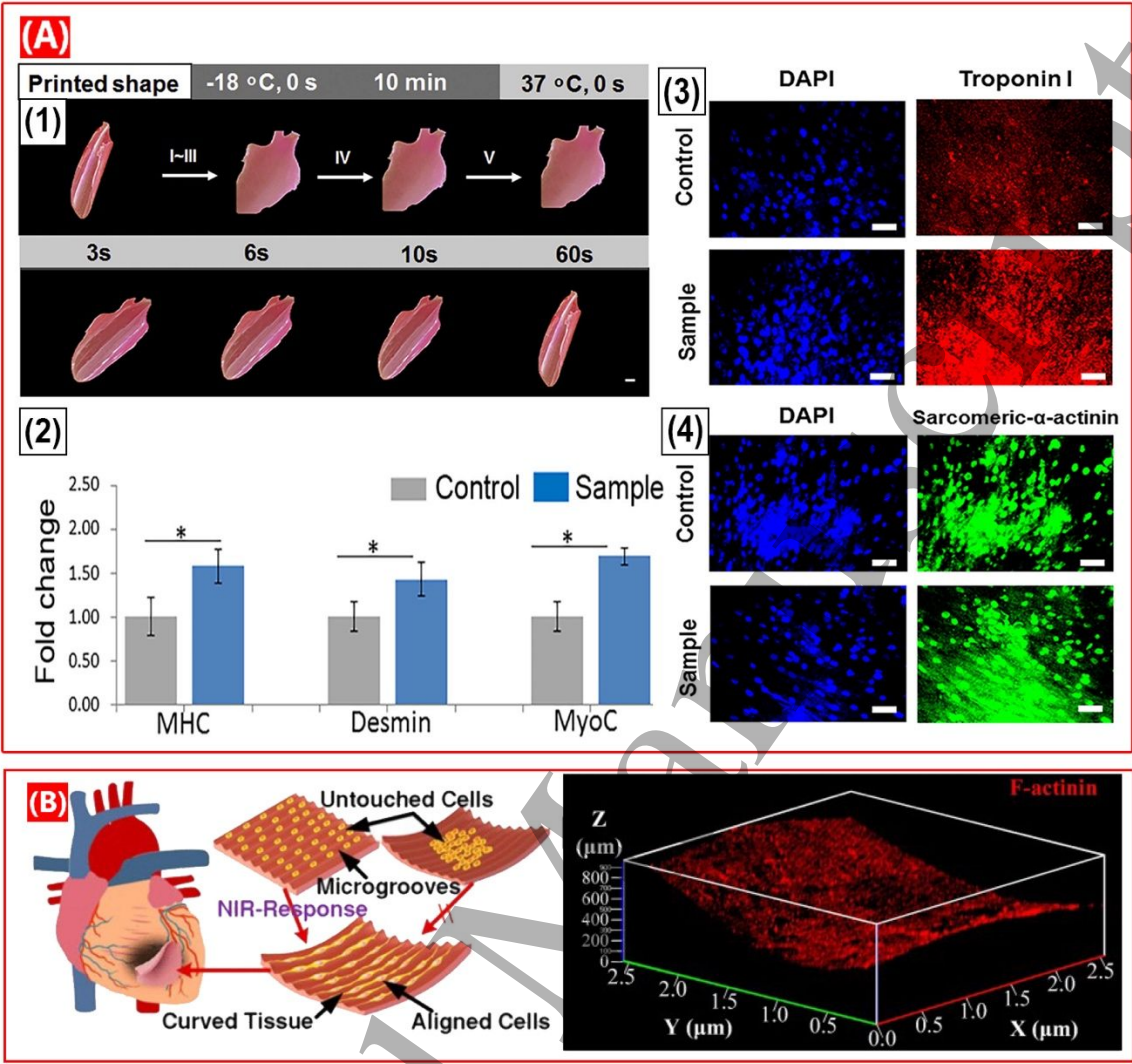 (A)
Printed shape -18 °C, 0 s 10 min 37 °C, 0 s
(1)
I~III IV V
3s 6s 10s 60s
(2)
Control Sample
Fold change
2.50
2.00
1.50
1.00
0.50
0.00
* * *
MHC Desmin MyoC
(3)
DAPI Troponin I
Control
Sample
(4)
DAPI Sarcomeric-α-actinin
Control
Sample
(B)
Untouched Cells
Microgrooves
NIR-Response
Curved Tissue Aligned Cells
F-actinin
Z
(μm)
800
600
400
200
0
2.5 2.0 1.5 1.0 0.5 0.0 0.5 1.0 1.5 2.0 2.5
Y (μm) X (μm)